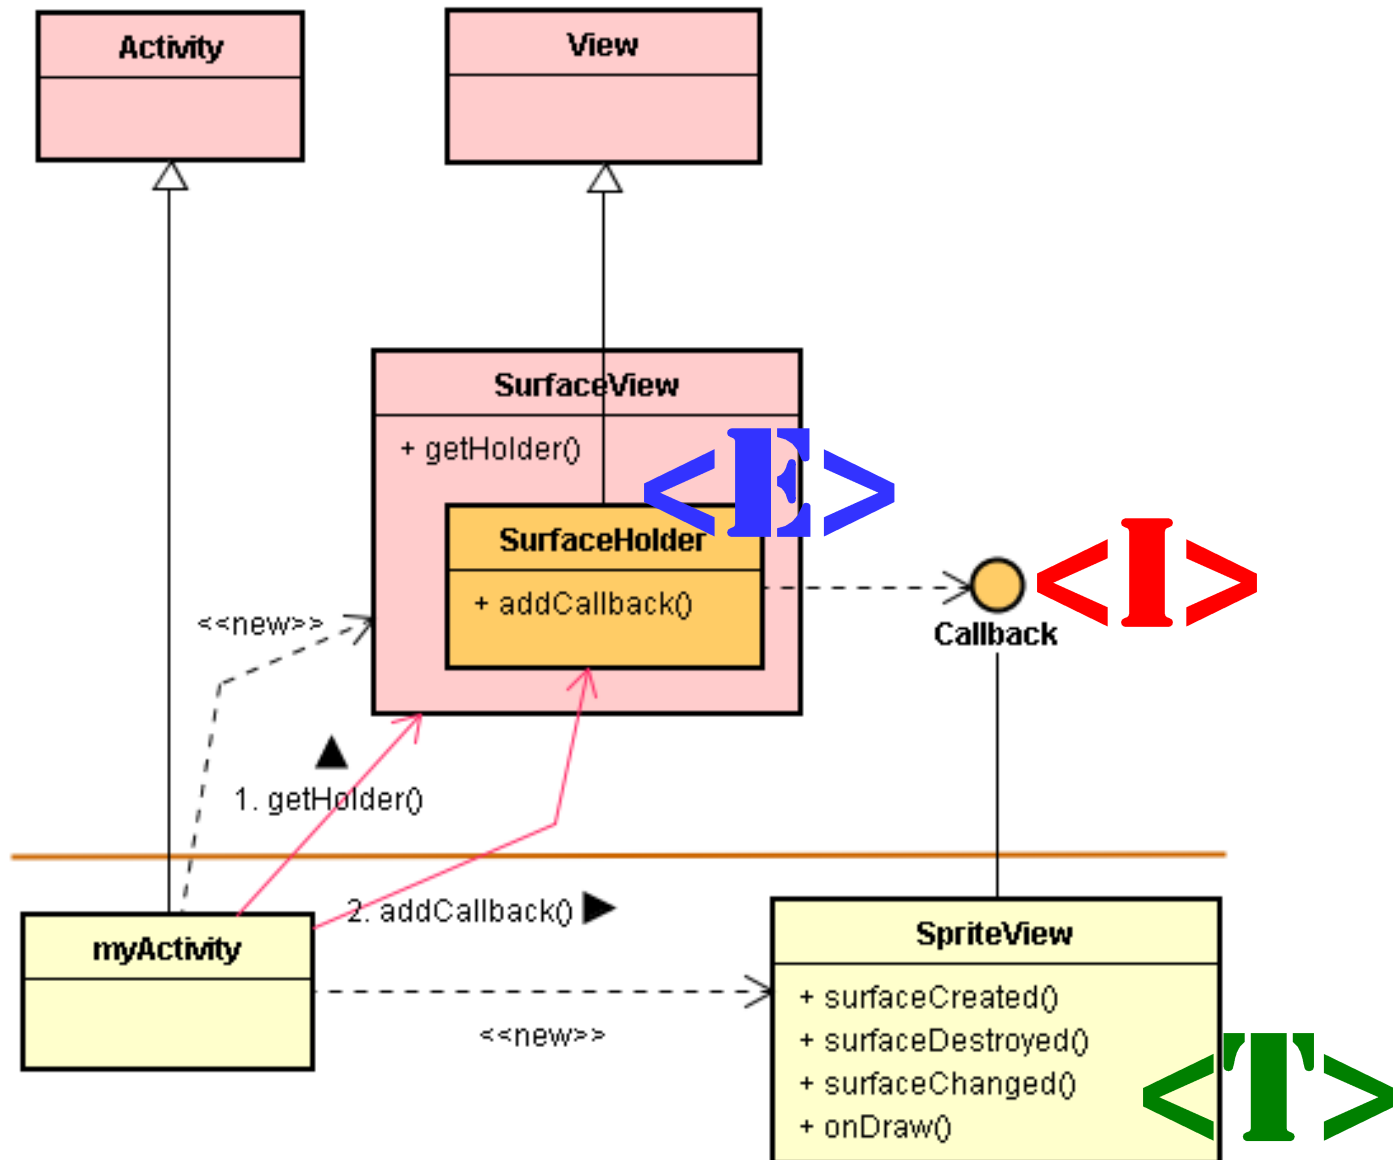 Activity
View
SurfaceView
+ getHolder()
<E>
SurfaceHolder
+ addCallback()
<I>
Callback
<<new>>
1. getHolder()
2. addCallback()
myActivity
<<new>>
SpriteView
+ surfaceCreated()
+ surfaceDestroyed()
+ surfaceChanged()
+ onDraw()
<T>